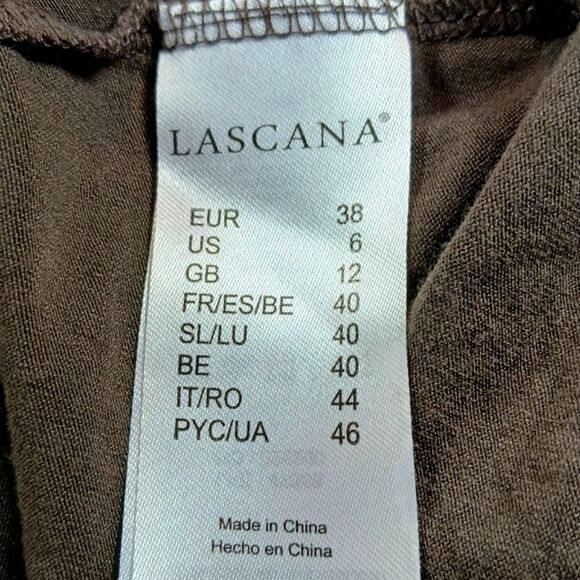 LASCANA®
EUR 38
US 6
GB 12
FR/ES/BE 40
SL/LU 40
BE 40
IT/RO 44
PYC/UA 46
Made in China
Hecho en China